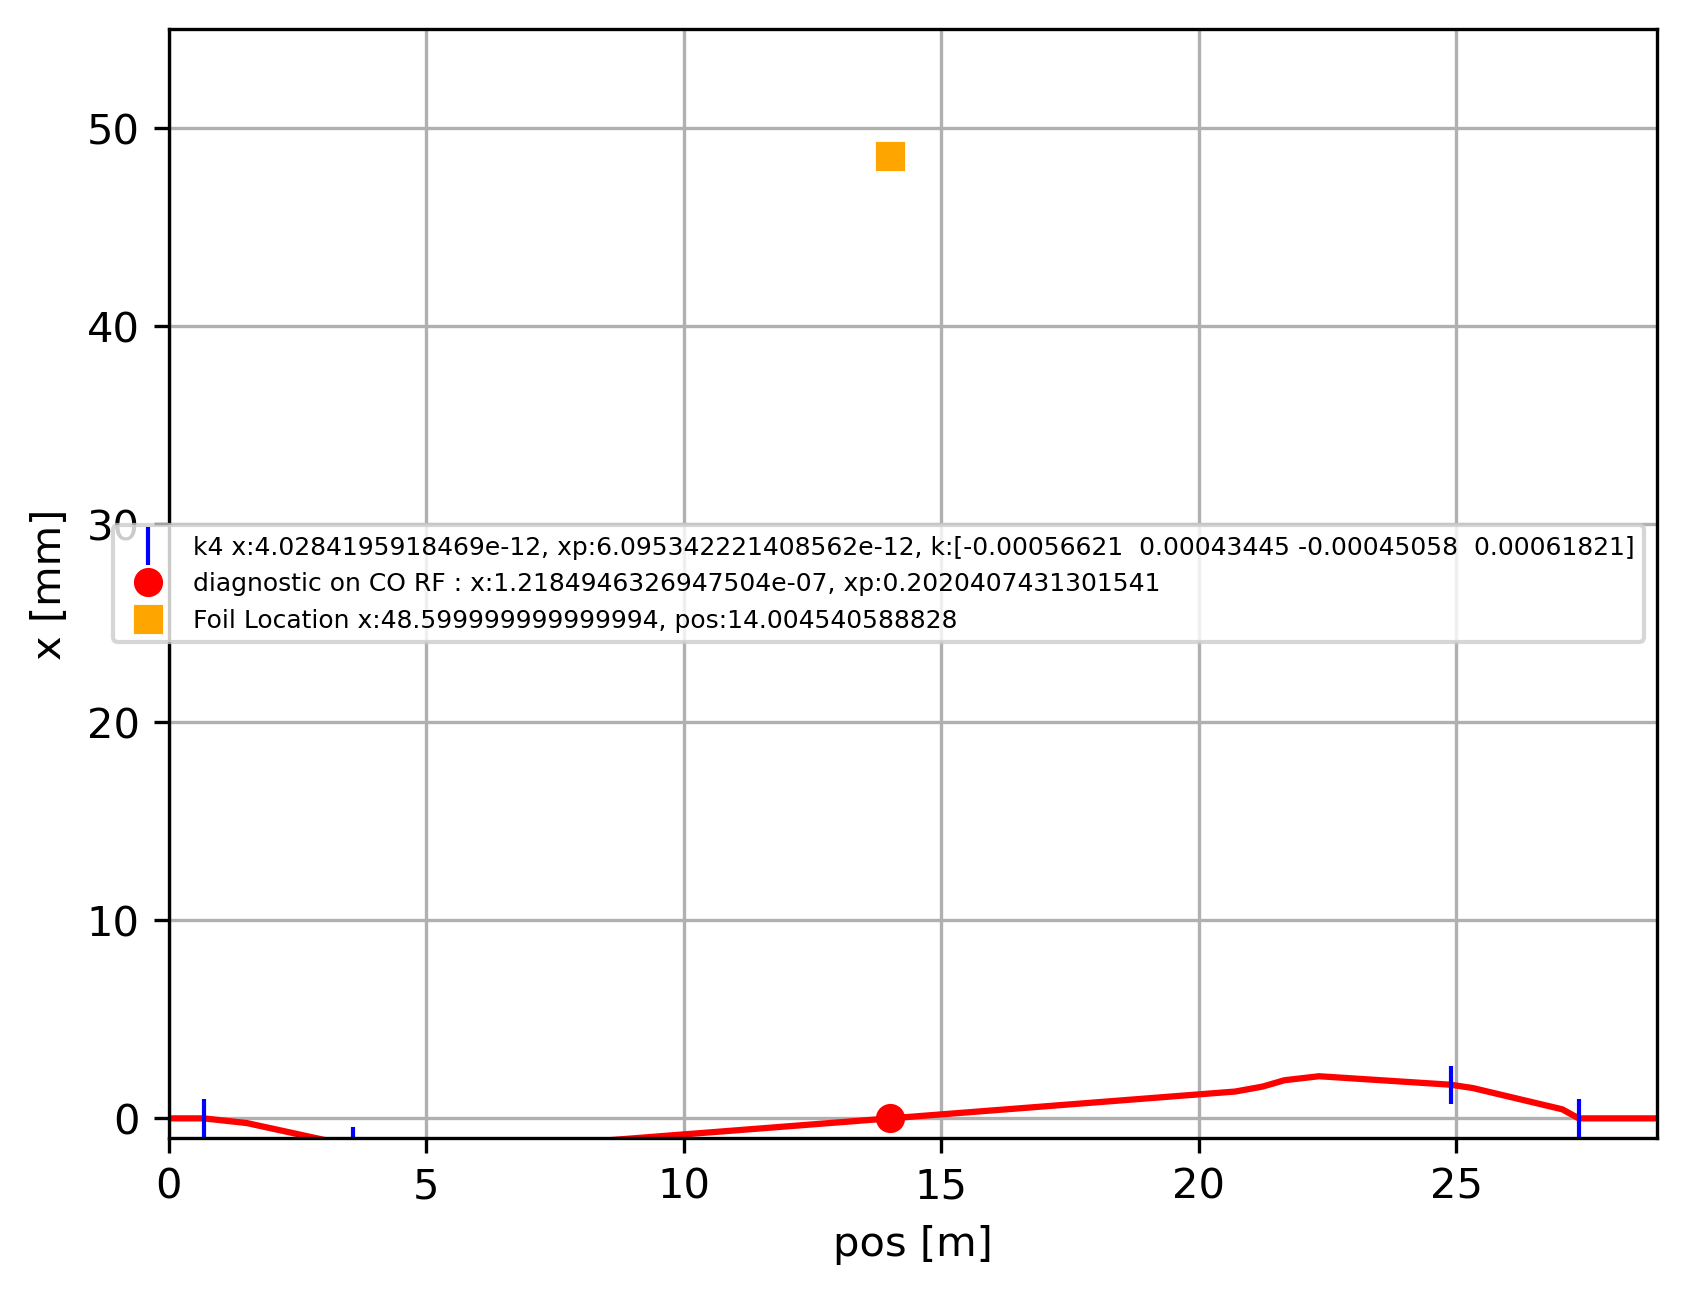 50
40
30
20
10
0
x [mm]
k4 x:4.0284195918469e-12, xp:6.095342221408562e-12, k:[-0.00056621 0.00043445 -0.00045058 0.00061821]
diagnostic on CO RF : x:1.2184946326947504e-07, xp:0.2020407431301541
Foil Location x:48.599999999999994, pos:14.004540588828
0 5 10 15 20 25
pos [m]